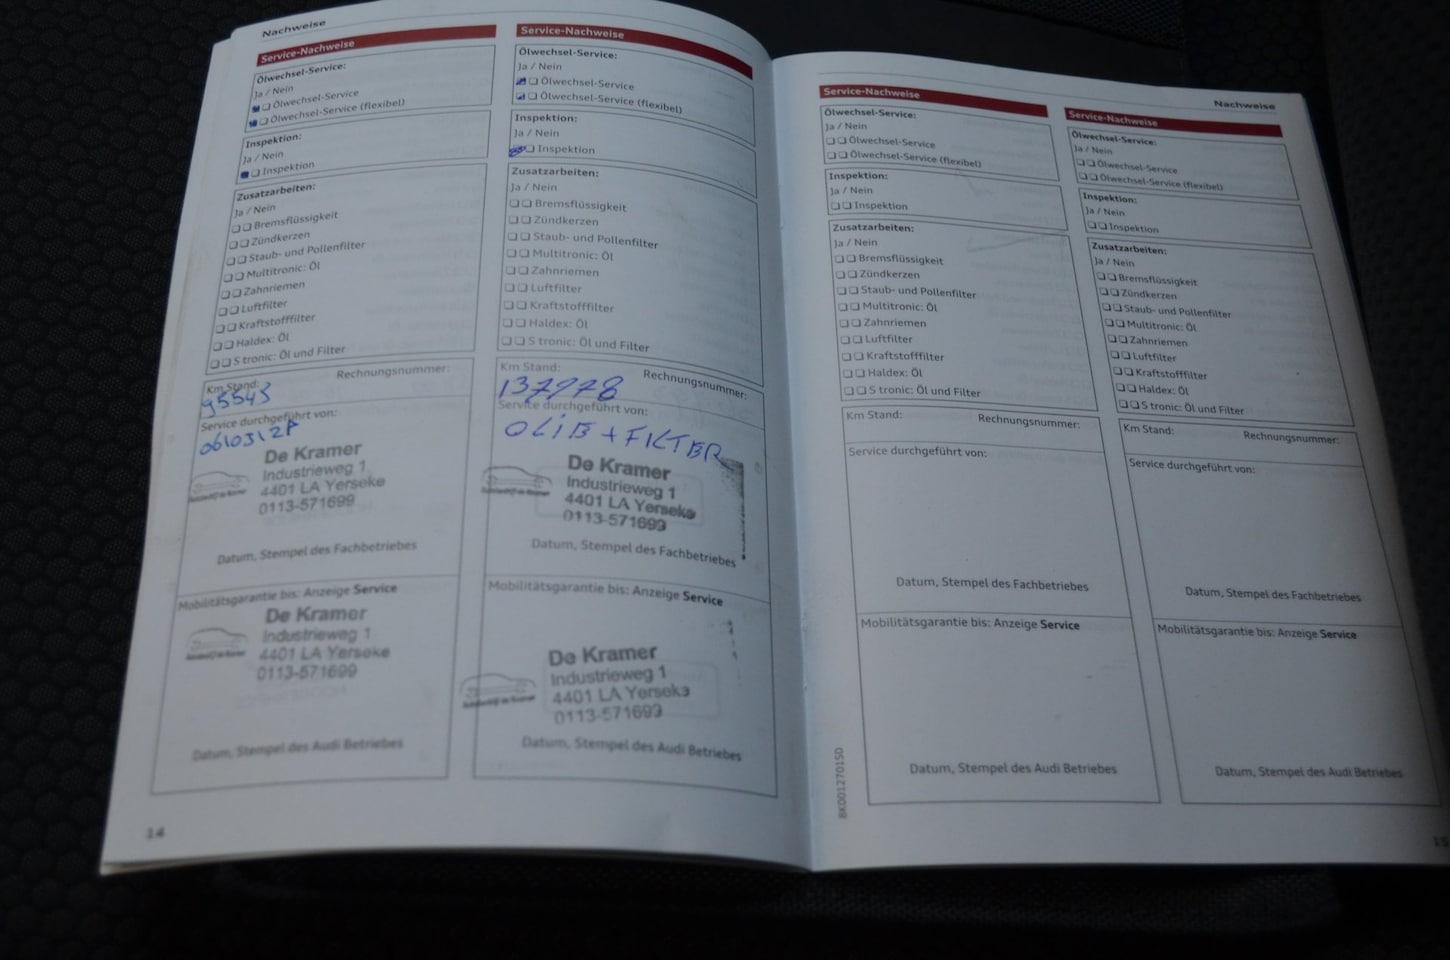 Nachweise
Service-Nachweise
Ölwechsel-Service:
Ja / Nein
Ölwechsel-Service
Ölwechsel-Service (flexibel)
Inspektion:
Ja / Nein
Inspektion
Zusatzarbeiten:
Ja / Nein
Bremsflüssigkeit
Zündkerzen
Staub- und Pollenfilter
Multitronic: Öl
Zahnriemen
Luftfilter
Kraftstofffilter
Haldex: Öl
S tronic: Öl und Filter
Km Stand:
Rechnungsnummer:
95543
Service durchgeführt von:
De Kramer
Industrieweg 1
4401 LA Yerseke
0113-571699
Datum, Stempel des Fachbetriebes
Mobilitätsgarantie bis: Anzeige Service
De Kramer
Industrieweg 1
4401 LA Yerseke
0113-571699
Datum, Stempel des Audi Betriebes
14
Service-Nachweise
Ölwechsel-Service:
Ja / Nein
Ölwechsel-Service
Ölwechsel-Service (flexibel)
Inspektion:
Ja / Nein
Inspektion
Zusatzarbeiten:
Ja / Nein
Bremsflüssigkeit
Zündkerzen
Staub- und Pollenfilter
Multitronic: Öl
Zahnriemen
Luftfilter
Kraftstofffilter
Haldex: Öl
S tronic: Öl und Filter
Km Stand:
Rechnungsnummer:
137978
Service durchgeführt von:
OLIE + FILTER
De Kramer
Industrieweg 1
4401 LA Yerseke
0113-571699
Datum, Stempel des Fachbetriebes
Mobilitätsgarantie bis: Anzeige Service
De Kramer
Industrieweg 1
4401 LA Yerseke
0113-571699
Datum, Stempel des Audi Betriebes
Service-Nachweise
Ölwechsel-Service:
Ja / Nein
Ölwechsel-Service
Ölwechsel-Service (flexibel)
Inspektion:
Ja / Nein
Inspektion
Zusatzarbeiten:
Ja / Nein
Bremsflüssigkeit
Zündkerzen
Staub- und Pollenfilter
Multitronic: Öl
Zahnriemen
Luftfilter
Kraftstofffilter
Haldex: Öl
S tronic: Öl und Filter
Km Stand:
Rechnungsnummer:
Service durchgeführt von:
Datum, Stempel des Fachbetriebes
Mobilitätsgarantie bis: Anzeige Service
Datum, Stempel des Audi Betriebes
8K0012701SD
Nachweise
Service-Nachweise
Ölwechsel-Service:
Ja / Nein
Ölwechsel-Service
Ölwechsel-Service (flexibel)
Inspektion:
Ja / Nein
Inspektion
Zusatzarbeiten:
Ja / Nein
Bremsflüssigkeit
Zündkerzen
Staub- und Pollenfilter
Multitronic: Öl
Zahnriemen
Luftfilter
Kraftstofffilter
Haldex: Öl
S tronic: Öl und Filter
Km Stand:
Rechnungsnummer:
Service durchgeführt von:
Datum, Stempel des Fachbetriebes
Mobilitätsgarantie bis: Anzeige Service
Datum, Stempel des Audi Betriebes
15